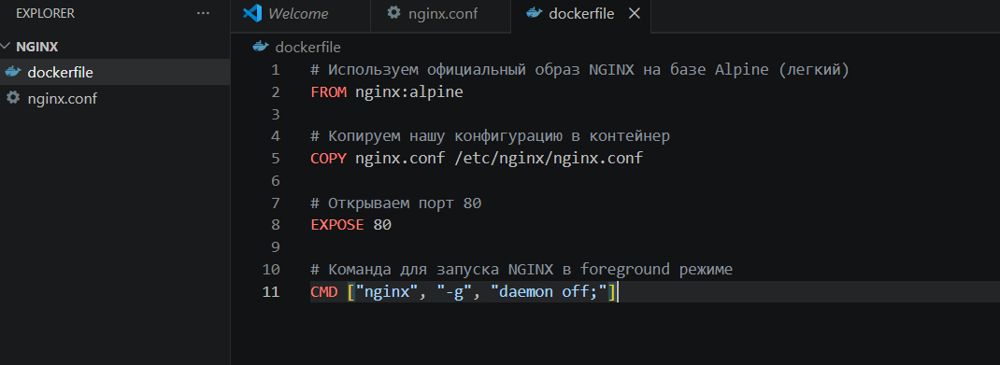 EXPLORER
···
Welcome
nginx.conf
dockerfile
NGINX
dockerfile
nginx.conf
dockerfile
1 # Используем официальный образ NGINX на базе Alpine (легкий)
2 FROM nginx:alpine
3
4 # Копируем нашу конфигурацию в контейнер
5 COPY nginx.conf /etc/nginx/nginx.conf
6
7 # Открываем порт 80
8 EXPOSE 80
9
10 # Команда для запуска NGINX в foreground режиме
11 CMD ["nginx", "-g", "daemon off;"]